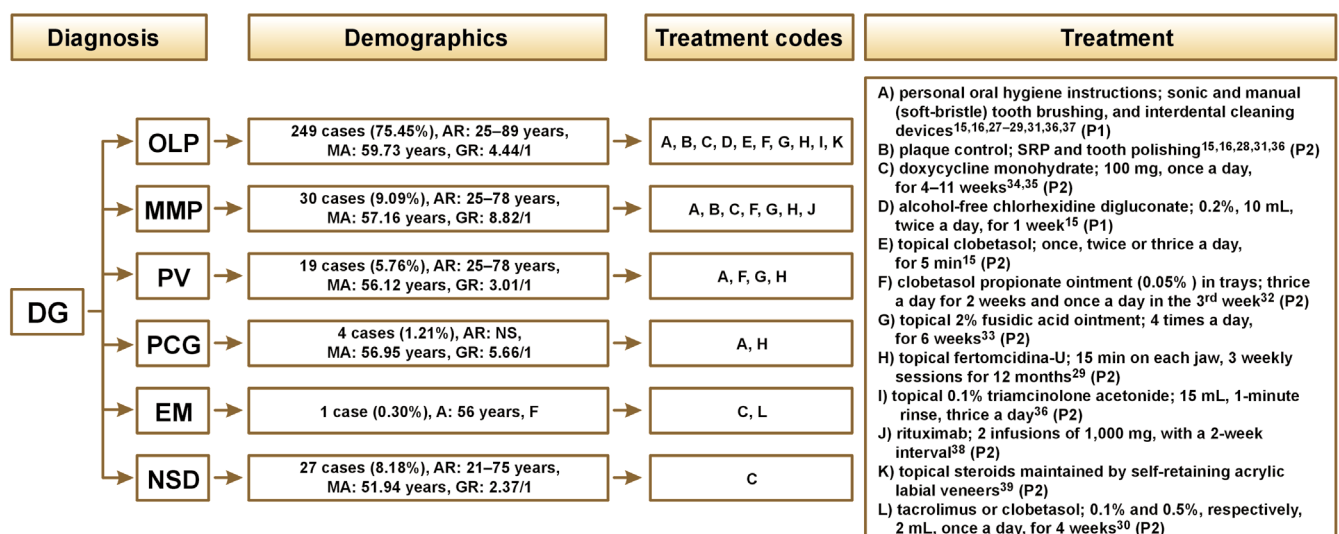 Diagnosis
Demographics
Treatment codes
Treatment
DG
OLP
249 cases (75.45%), AR: 25–89 years,
MA: 59.73 years, GR: 4.44/1
A, B, C, D, E, F, G, H, I, K
MMP
30 cases (9.09%), AR: 25–78 years,
MA: 57.16 years, GR: 8.82/1
A, B, C, F, G, H, J
PV
19 cases (5.76%), AR: 25–78 years,
MA: 56.12 years, GR: 3.01/1
A, F, G, H
PCG
4 cases (1.21%), AR: NS,
MA: 56.95 years, GR: 5.66/1
A, H
EM
1 case (0.30%), A: 56 years, F
C, L
NSD
27 cases (8.18%), AR: 21–75 years,
MA: 51.94 years, GR: 2.37/1
C
A) personal oral hygiene instructions; sonic and manual
(soft-bristle) tooth brushing, and interdental cleaning
devices15,16,27–29,31,36,37 (P1)
B) plaque control; SRP and tooth polishing15,16,28,31,36 (P2)
C) doxycycline monohydrate; 100 mg, once a day,
for 4–11 weeks34,35 (P2)
D) alcohol-free chlorhexidine digluconate; 0.2%, 10 mL,
twice a day, for 1 week15 (P1)
E) topical clobetasol; once, twice or thrice a day,
for 5 min15 (P2)
F) clobetasol propionate ointment (0.05% ) in trays; thrice
a day for 2 weeks and once a day in the 3rd week32 (P2)
G) topical 2% fusidic acid ointment; 4 times a day,
for 6 weeks33 (P2)
H) topical fertomcidina-U; 15 min on each jaw, 3 weekly
sessions for 12 months29 (P2)
I) topical 0.1% triamcinolone acetonide; 15 mL, 1-minute
rinse, thrice a day36 (P2)
J) rituximab; 2 infusions of 1,000 mg, with a 2-week
interval38 (P2)
K) topical steroids maintained by self-retaining acrylic
labial veneers39 (P2)
L) tacrolimus or clobetasol; 0.1% and 0.5%, respectively,
2 mL, once a day, for 4 weeks30 (P2)